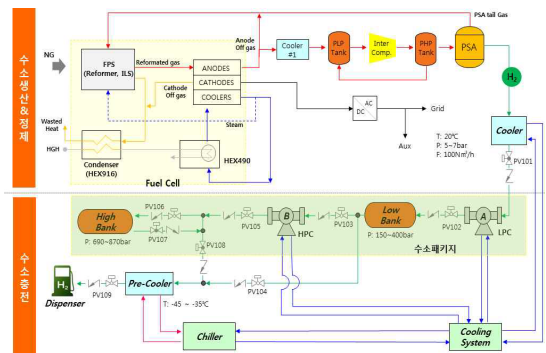 수소생산&정제
수소충전
PSA tail Gas
Anode
Off gas
NG
FPS
(Reformer, ILS)
Reformated gas
ANODES
CATHODES
COOLERS
Cathode
Off gas
Cooler
#1
PLP
Tank
Inter
Comp.
PHP
Tank
PSA
H2
AC
DC
Grid
Aux
Steam
Wasted
Heat
HGH
Condenser
(HEX916)
HEX490
Fuel Cell
T: 20℃
P: 5~7bar
F: 100Nm³/h
Cooler
PV101
High
Bank
P: 690~870bar
PV106
PV107
PV105
PV108
B
HPC
PV103
Low
Bank
P: 150~400bar
PV102
A
LPC
수소패키지
H2
Dispenser
PV109
Pre-Cooler
T: -45 ~ -35℃
PV104
Chiller
Cooling
System